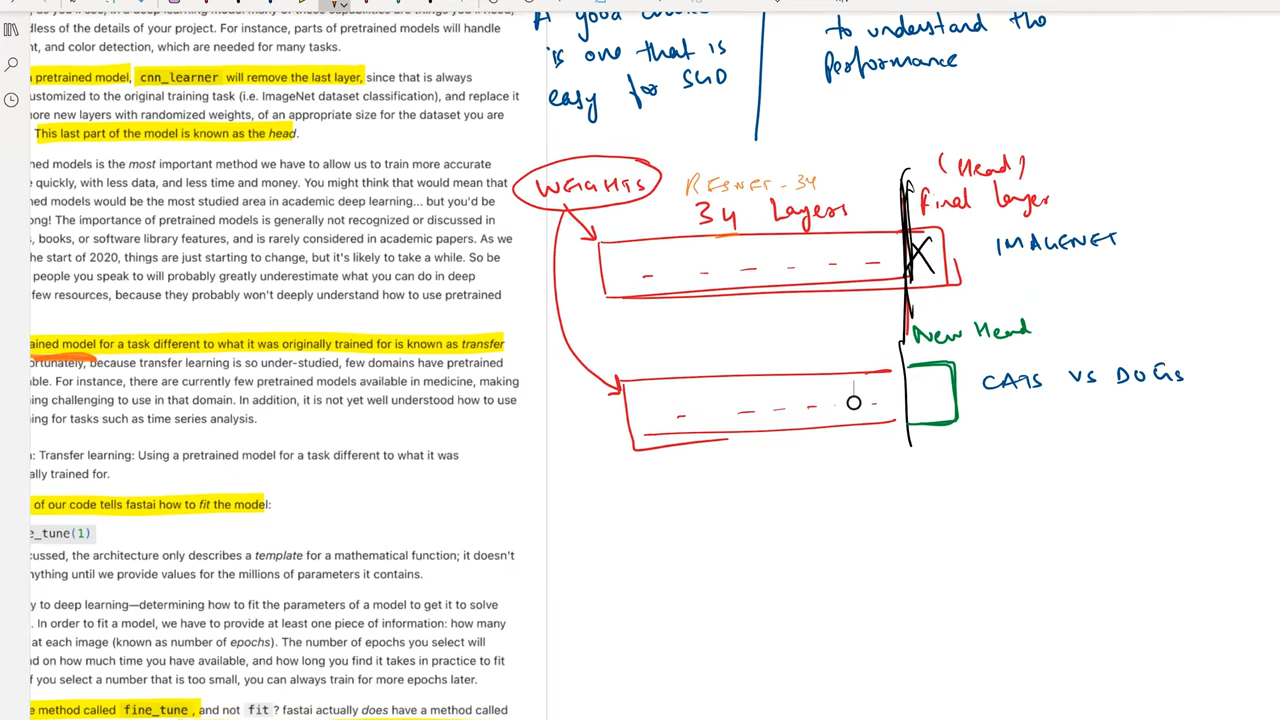 dless of the details of your project. For instance, parts of pretrained models will handle
nt, and color detection, which are needed for many tasks.
pretrained model, cnn_learner will remove the last layer, since that is always
ustomized to the original training task (i.e. ImageNet dataset classification), and replace it
ore new layers with randomized weights, of an appropriate size for the dataset you are
This last part of the model is known as the head.
ned models is the most important method we have to allow us to train more accurate
quickly, with less data, and less time and money. You might think that would mean that
ned models would be the most studied area in academic deep learning... but you'd be
ong! The importance of pretrained models is generally not recognized or discussed in
s, books, or software library features, and is rarely considered in academic papers. As we
the start of 2020, things are just starting to change, but it's likely to take a while. So be
people you speak to will probably greatly underestimate what you can do in deep
few resources, because they probably won't deeply understand how to use pretrained
ained model for a task different to what it was originally trained for is known as transfer
ortunately, because transfer learning is so under-studied, few domains have pretrained
able. For instance, there are currently few pretrained models available in medicine, making
ning challenging to use in that domain. In addition, it is not yet well understood how to use
ning for tasks such as time series analysis.
n: Transfer learning: Using a pretrained model for a task different to what it was
ally trained for.
of our code tells fastai how to fit the model:
e_tune(1)
cussed, the architecture only describes a template for a mathematical function; it doesn't
nything until we provide values for the millions of parameters it contains.
y to deep learning—determining how to fit the parameters of a model to get it to solve
. In order to fit a model, we have to provide at least one piece of information: how many
at each image (known as number of epochs). The number of epochs you select will
nd on how much time you have available, and how long you find it takes in practice to fit
f you select a number that is too small, you can always train for more epochs later.
e method called fine_tune, and not fit? fastai actually does have a method called
A good
is one that is
easy for SGD
to understand the
Performance
WEIGHTS
RESNET-34
34 Layers
(Head)
final layer
IMAGENET
New Head
CATS VS DOGS